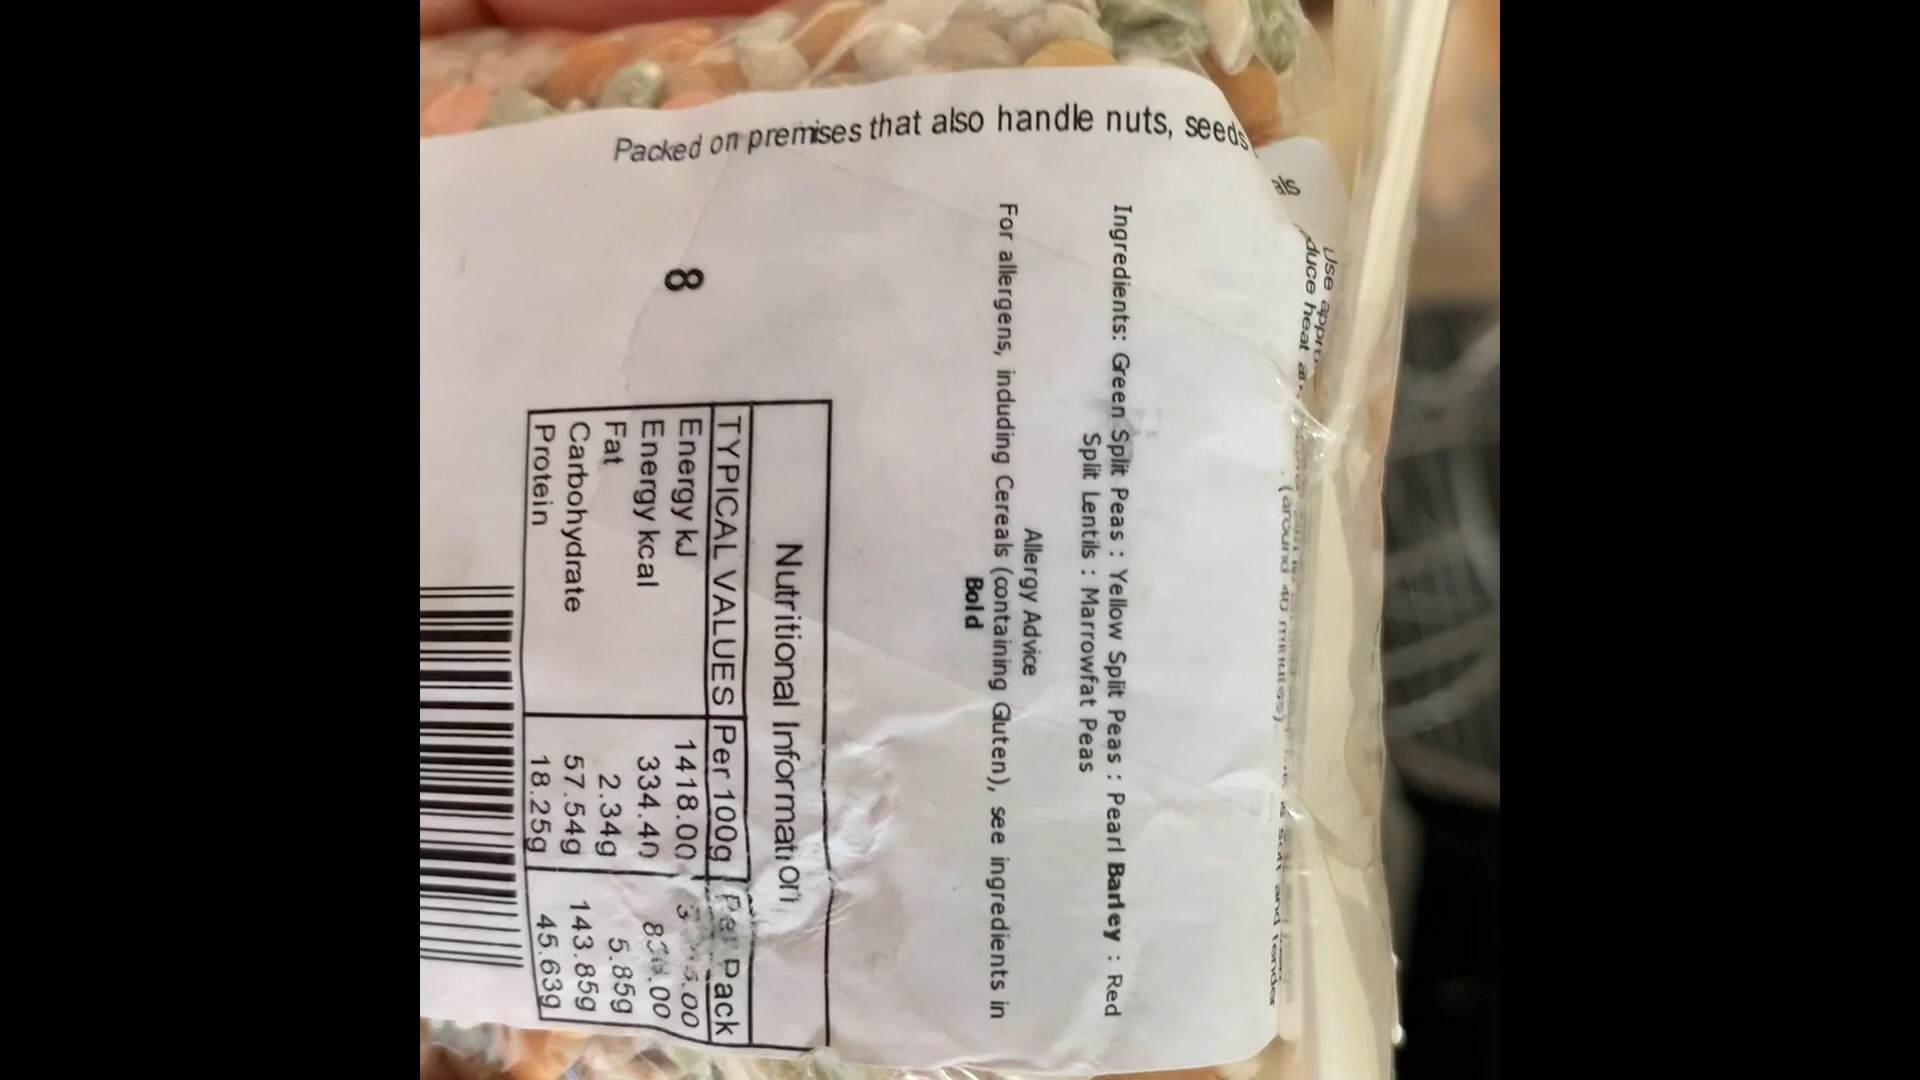 Use
heat
(around 40 minutes)
and tender
Ingredients: Green Split Peas : Yellow Split Peas : Pearl Barley : Red
Split Lentils : Marrowfat Peas
Allergy Advice
For allergens, including Cereals (containing Gluten), see ingredients in
Bold
Packed on premises that also handle nuts, seeds
8
Nutritional Information
TYPICAL VALUES Per 100g Per Pack
Energy kJ 1418.00
Energy kcal 334.40
Fat 2.34g 5.85g
Carbohydrate 57.54g 143.85g
Protein 18.25g 45.63g